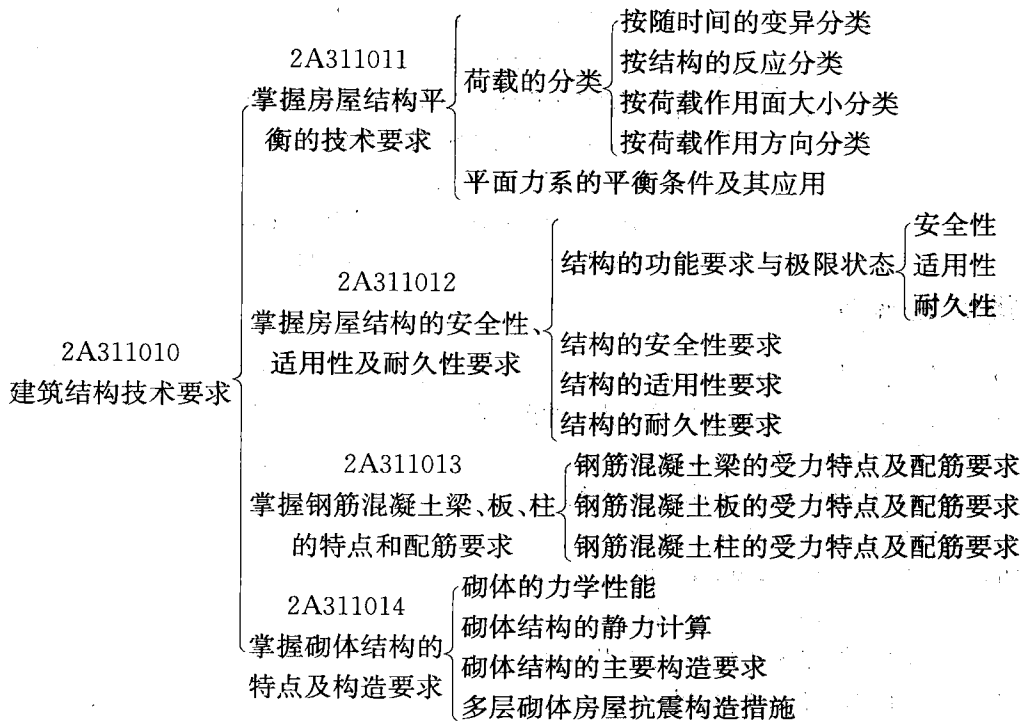 2A311010
建筑结构技术要求
2A311011
掌握房屋结构平
衡的技术要求
荷载的分类
按随时间的变异分类
按结构的反应分类
按荷载作用面大小分类
按荷载作用方向分类
平面力系的平衡条件及其应用
2A311012
掌握房屋结构的安全性、
适用性及耐久性要求
结构的功能要求与极限状态
安全性
适用性
耐久性
结构的安全性要求
结构的适用性要求
结构的耐久性要求
2A311013
掌握钢筋混凝土梁、板、柱
的特点和配筋要求
钢筋混凝土梁的受力特点及配筋要求
钢筋混凝土板的受力特点及配筋要求
钢筋混凝土柱的受力特点及配筋要求
2A311014
掌握砌体结构的
特点及构造要求
砌体的力学性能
砌体结构的静力计算
砌体结构的主要构造要求
多层砌体房屋抗震构造措施